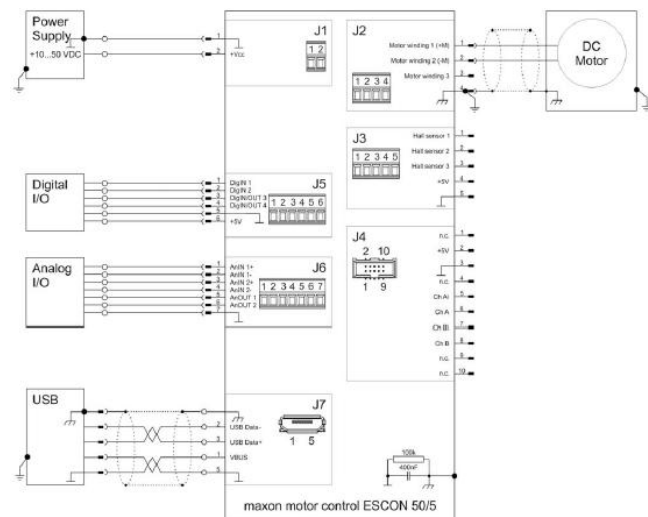 Power
Supply
+10...50 VDC
1
2
+Vcc
J1
1 2
J2
Motor winding 1 (+M)
Motor winding 2 (-M)
Motor winding 3
1
2
3
4
1 2 3 4
DC
Motor
J3
1 2 3 4 5
Hall sensor 1
Hall sensor 2
Hall sensor 3
+5V
1
2
3
4
5
Digital
I/O
1
2
3
4
5
6
DigIN 1
DigIN 2
DigIN/OUT 3
DigIN/OUT 4
+5V
J5
1 2 3 4 5 6
J4
2 10
1 9
n.c.
+5V
n.c.
Ch A\
Ch A
Ch B\
Ch B
n.c.
n.c.
1
2
3
4
5
6
7
8
9
10
Analog
I/O
1
2
3
4
5
6
7
AnIN 1+
AnIN 1-
AnIN 2+
AnIN 2-
AnOUT 1
AnOUT 2
J6
1 2 3 4 5 6 7
USB
2
3
1
5
USB Data-
USB Data+
VBUS
J7
1 5
100k
400nF
maxon motor control ESCON 50/5